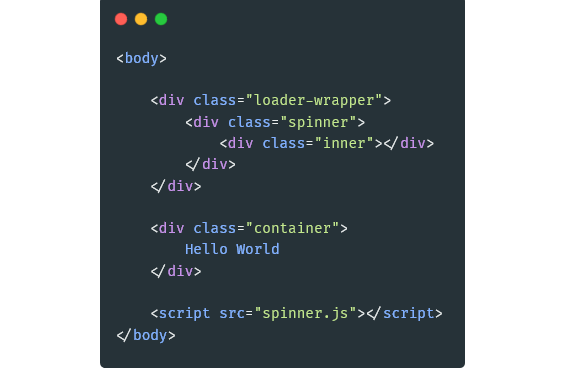 <body>
<div class="loader-wrapper">
<div class="spinner">
<div class="inner"></div>
</div>
</div>
<div class="container">
Hello World
</div>
<script src="spinner.js"></script>
</body>